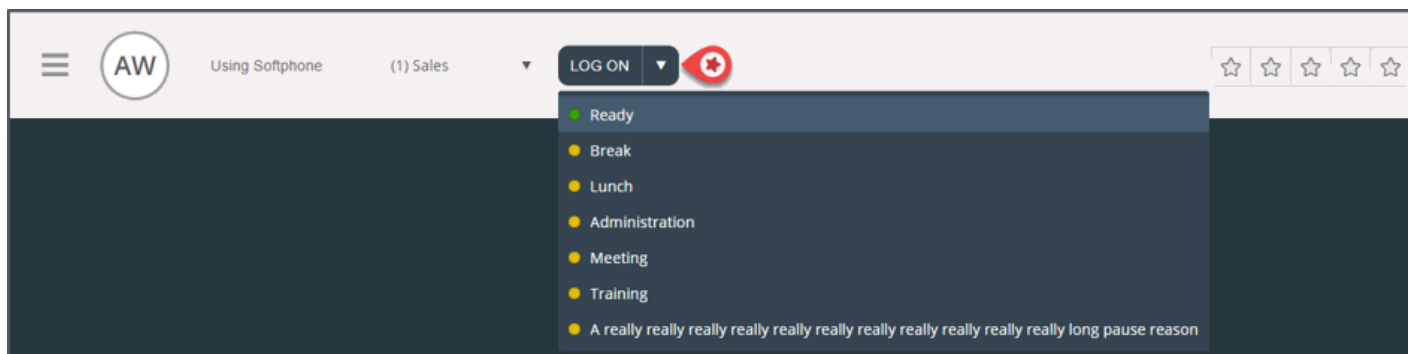 AW
Using Softphone
(1) Sales
LOG ON
Ready
Break
Lunch
Administration
Meeting
Training
A really really really really really really really really really really really long pause reason